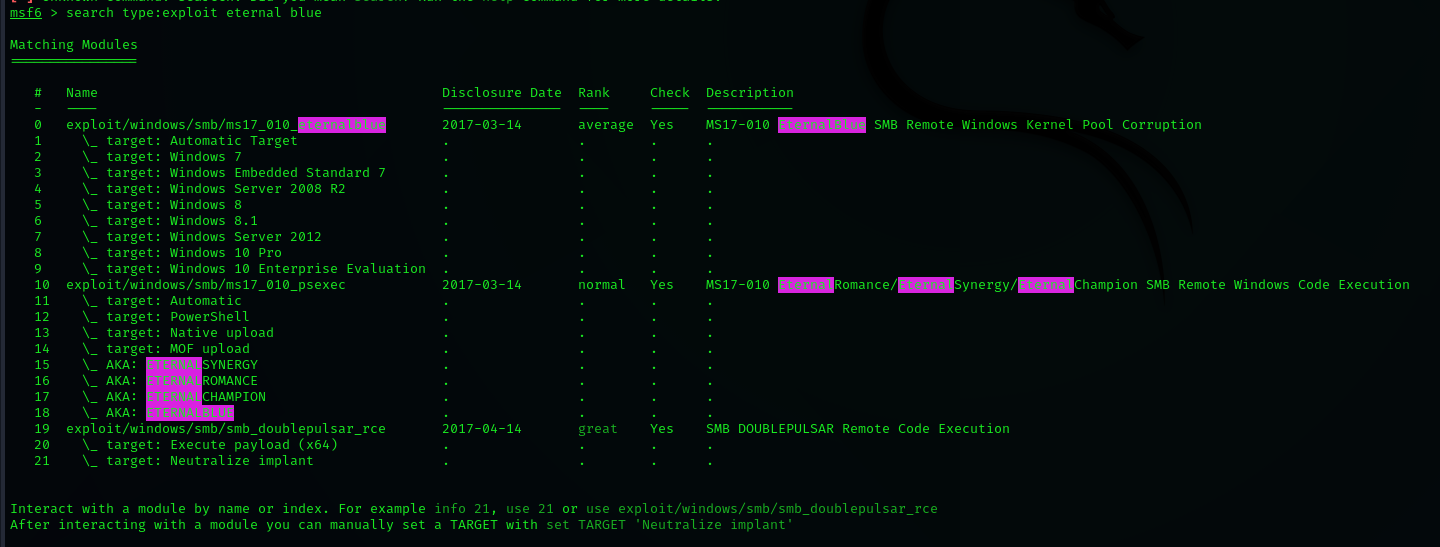 msf6 > search type:exploit eternal blue
Matching Modules
================
#   Name                                           Disclosure Date  Rank     Check  Description
-   ----                                           ---------------  ----     -----  -----------
0   exploit/windows/smb/ms17_010_eternalblue       2017-03-14       average  Yes    MS17-010 EternalBlue SMB Remote Windows Kernel Pool Corruption
1     \_ target: Automatic Target                  .                .        .      .
2     \_ target: Windows 7                         .                .        .      .
3     \_ target: Windows Embedded Standard 7       .                .        .      .
4     \_ target: Windows Server 2008 R2            .                .        .      .
5     \_ target: Windows 8                         .                .        .      .
6     \_ target: Windows 8.1                       .                .        .      .
7     \_ target: Windows Server 2012               .                .        .      .
8     \_ target: Windows 10 Pro                    .                .        .      .
9     \_ target: Windows 10 Enterprise Evaluation  .                .        .      .
10  exploit/windows/smb/ms17_010_psexec            2017-03-14       normal   Yes    MS17-010 EternalRomance/EternalSynergy/EternalChampion SMB Remote Windows Code Execution
11    \_ target: Automatic                         .                .        .      .
12    \_ target: PowerShell                        .                .        .      .
13    \_ target: Native upload                     .                .        .      .
14    \_ target: MOF upload                        .                .        .      .
15    \_ AKA: ETERNALSYNERGY                       .                .        .      .
16    \_ AKA: ETERNALROMANCE                       .                .        .      .
17    \_ AKA: ETERNALCHAMPION                      .                .        .      .
18    \_ AKA: ETERNALBLUE                          .                .        .      .
19  exploit/windows/smb/smb_doublepulsar_rce       2017-04-14       great    Yes    SMB DOUBLEPULSAR Remote Code Execution
20    \_ target: Execute payload (x64)             .                .        .      .
21    \_ target: Neutralize implant                .                .        .      .
Interact with a module by name or index. For example info 21, use 21 or use exploit/windows/smb/smb_doublepulsar_rce
After interacting with a module you can manually set a TARGET with set TARGET 'Neutralize implant'